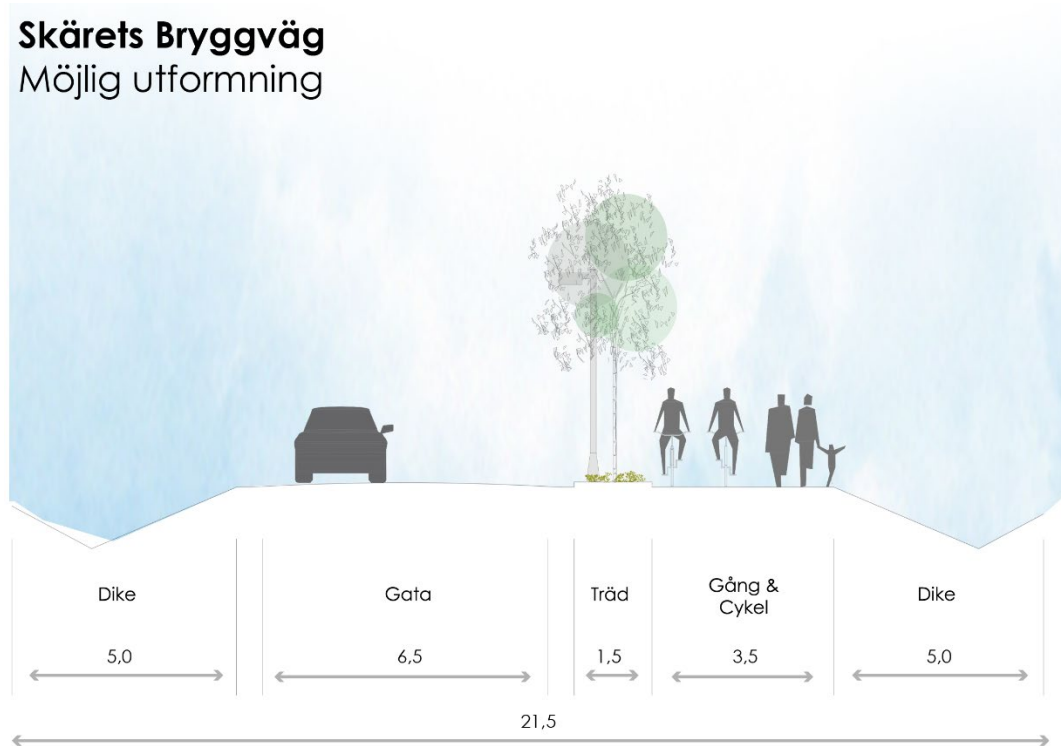 Skärets Bryggväg
Möjlig utformning
Dike
Gata
Träd
Gång &
Cykel
Dike
5,0
6,5
1,5
3,5
5,0
21,5